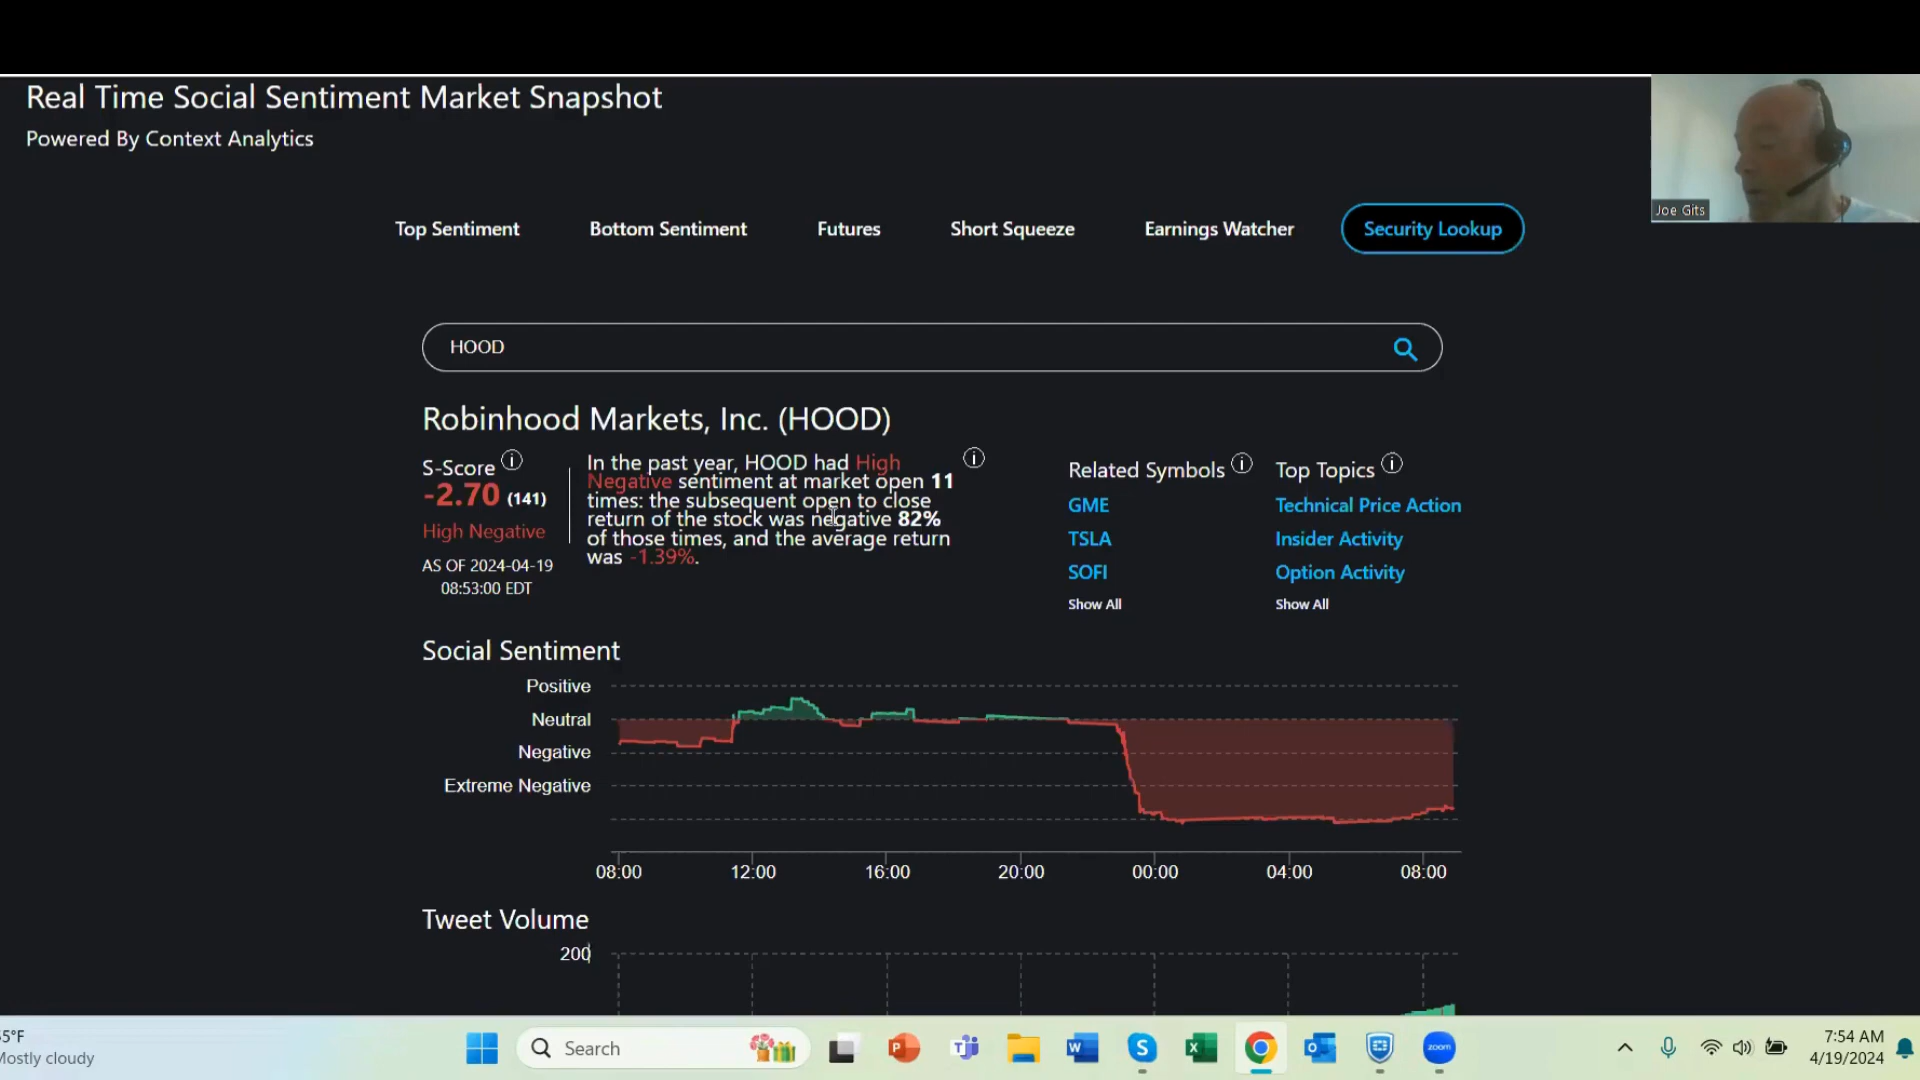 Real Time Social Sentiment Market Snapshot
Powered By Context Analytics
Joe Gits
Top Sentiment
Bottom Sentiment
Futures
Short Squeeze
Earnings Watcher
Security Lookup
HOOD
Robinhood Markets, Inc. (HOOD)
S-Score
-2.70 (141)
High Negative
AS OF 2024-04-19
08:53:00 EDT
In the past year, HOOD had High
Negative sentiment at market open 11
times: the subsequent open to close
return of the stock was negative 82%
of those times, and the average return
was -1.39%.
Related Symbols
GME
TSLA
SOFI
Show All
Top Topics
Technical Price Action
Insider Activity
Option Activity
Show All
Social Sentiment
Positive
Neutral
Negative
Extreme Negative
08:00 12:00 16:00 20:00 00:00 04:00 08:00
Tweet Volume
200
5°F
Mostly cloudy
Search
zoom
7:54 AM
4/19/2024